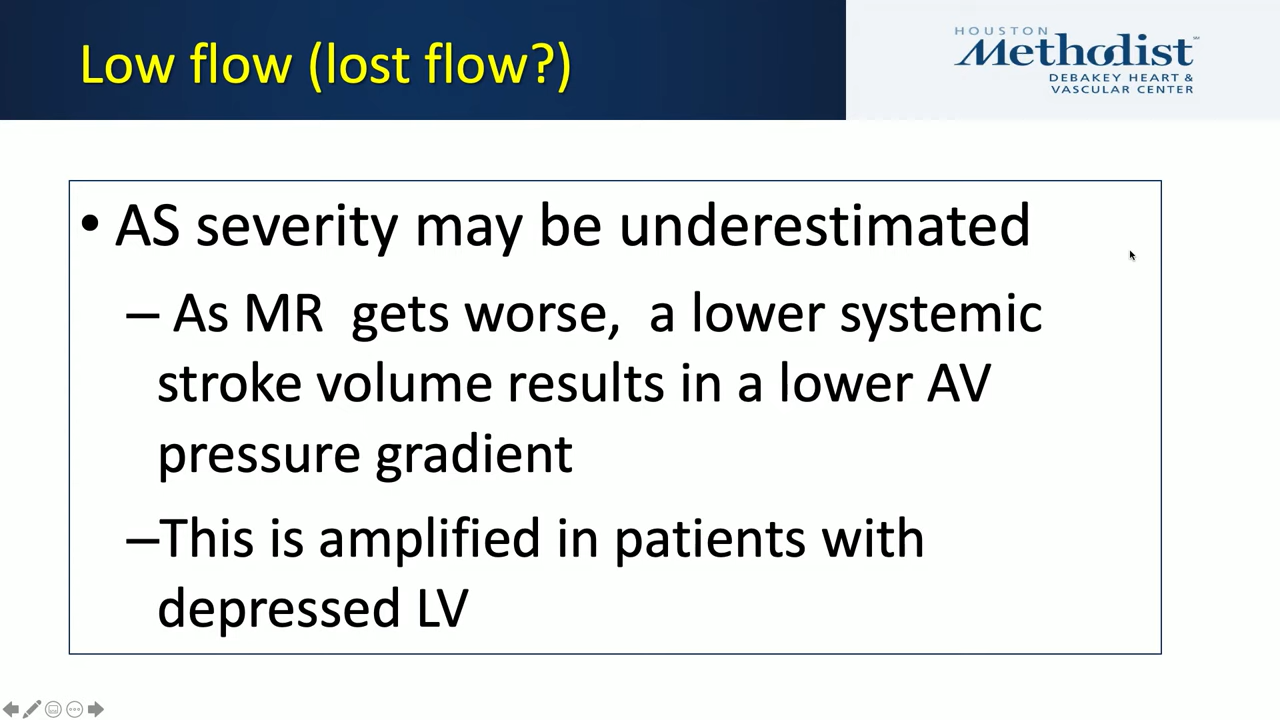 Low flow (lost flow?)
HOUSTON
Methodist
DEBAKEY HEART &
VASCULAR CENTER
• AS severity may be underestimated
– As MR gets worse, a lower systemic
stroke volume results in a lower AV
pressure gradient
–This is amplified in patients with
depressed LV